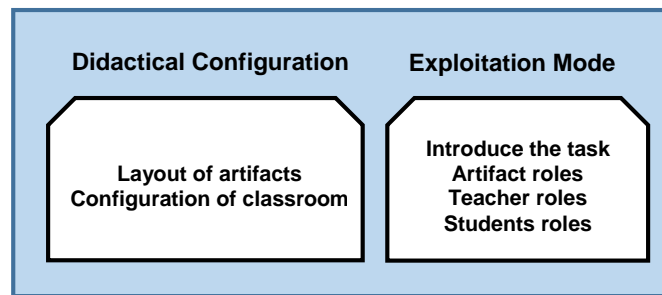 Didactical Configuration
Layout of artifacts
Configuration of classroom
Exploitation Mode
Introduce the task
Artifact roles
Teacher roles
Students roles